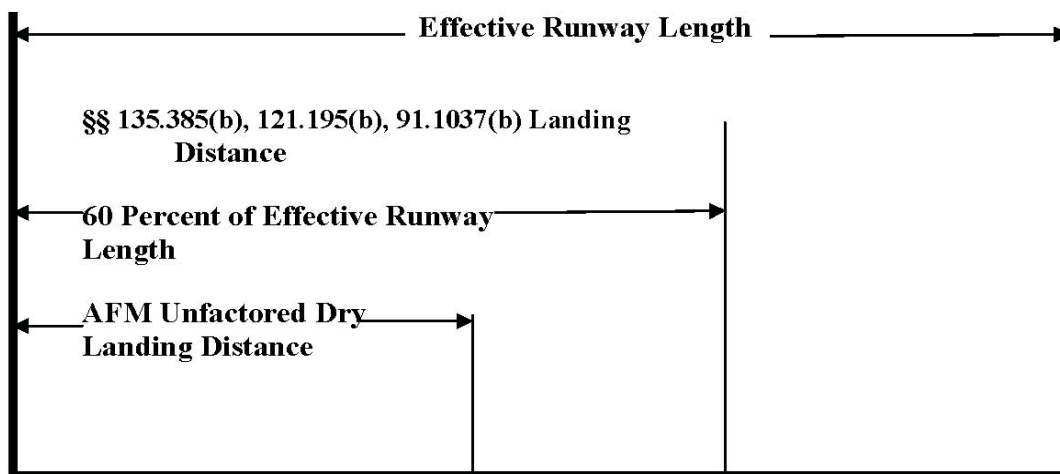 Effective Runway Length
§§ 135.385(b), 121.195(b), 91.1037(b) Landing
Distance
60 Percent of Effective Runway
Length
AFM Unfactored Dry
Landing Distance